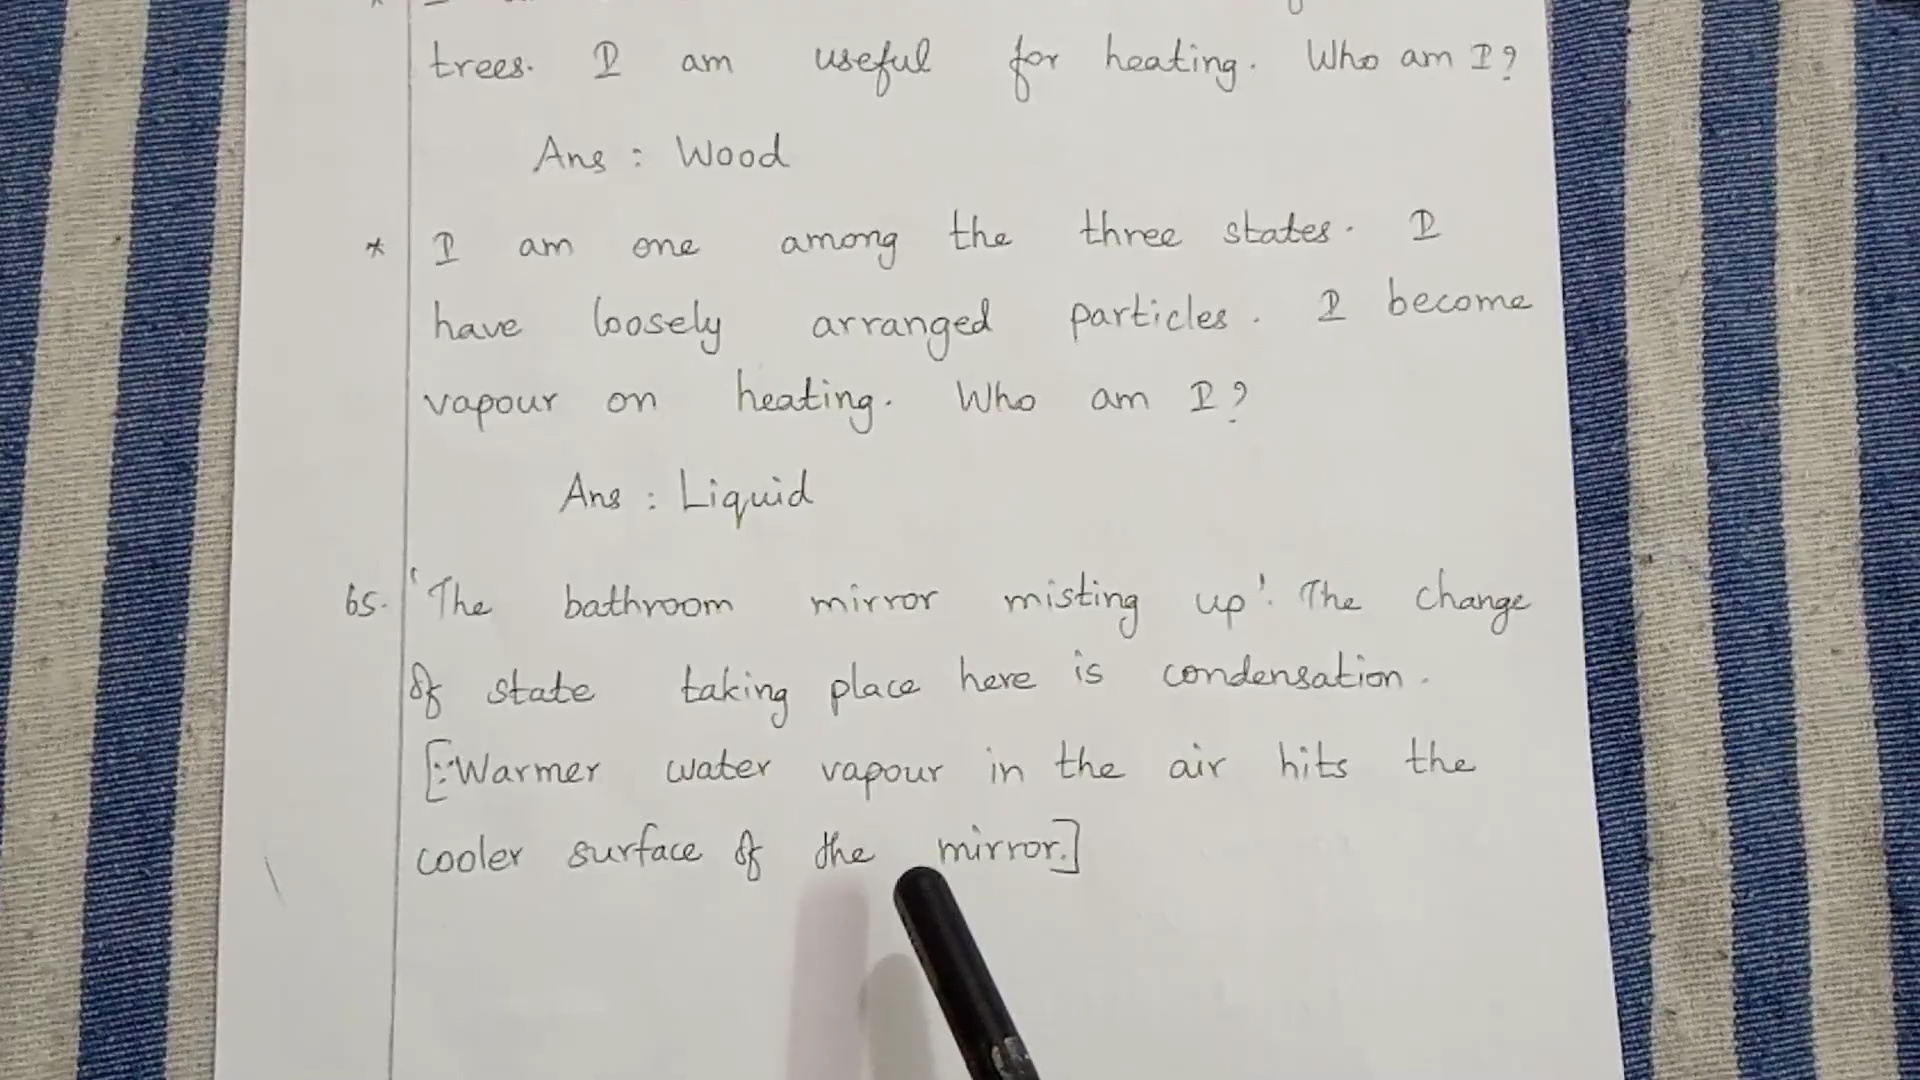 trees. I am useful for heating. Who am I?
Ans : Wood
* I am one among the three states. I
have loosely arranged particles. I become
vapour on heating. Who am I?
Ans : Liquid
65. 'The bathroom mirror misting up'. The change
of state taking place here is condensation.
[∵ Warmer water vapour in the air hits the
cooler surface of the mirror.]